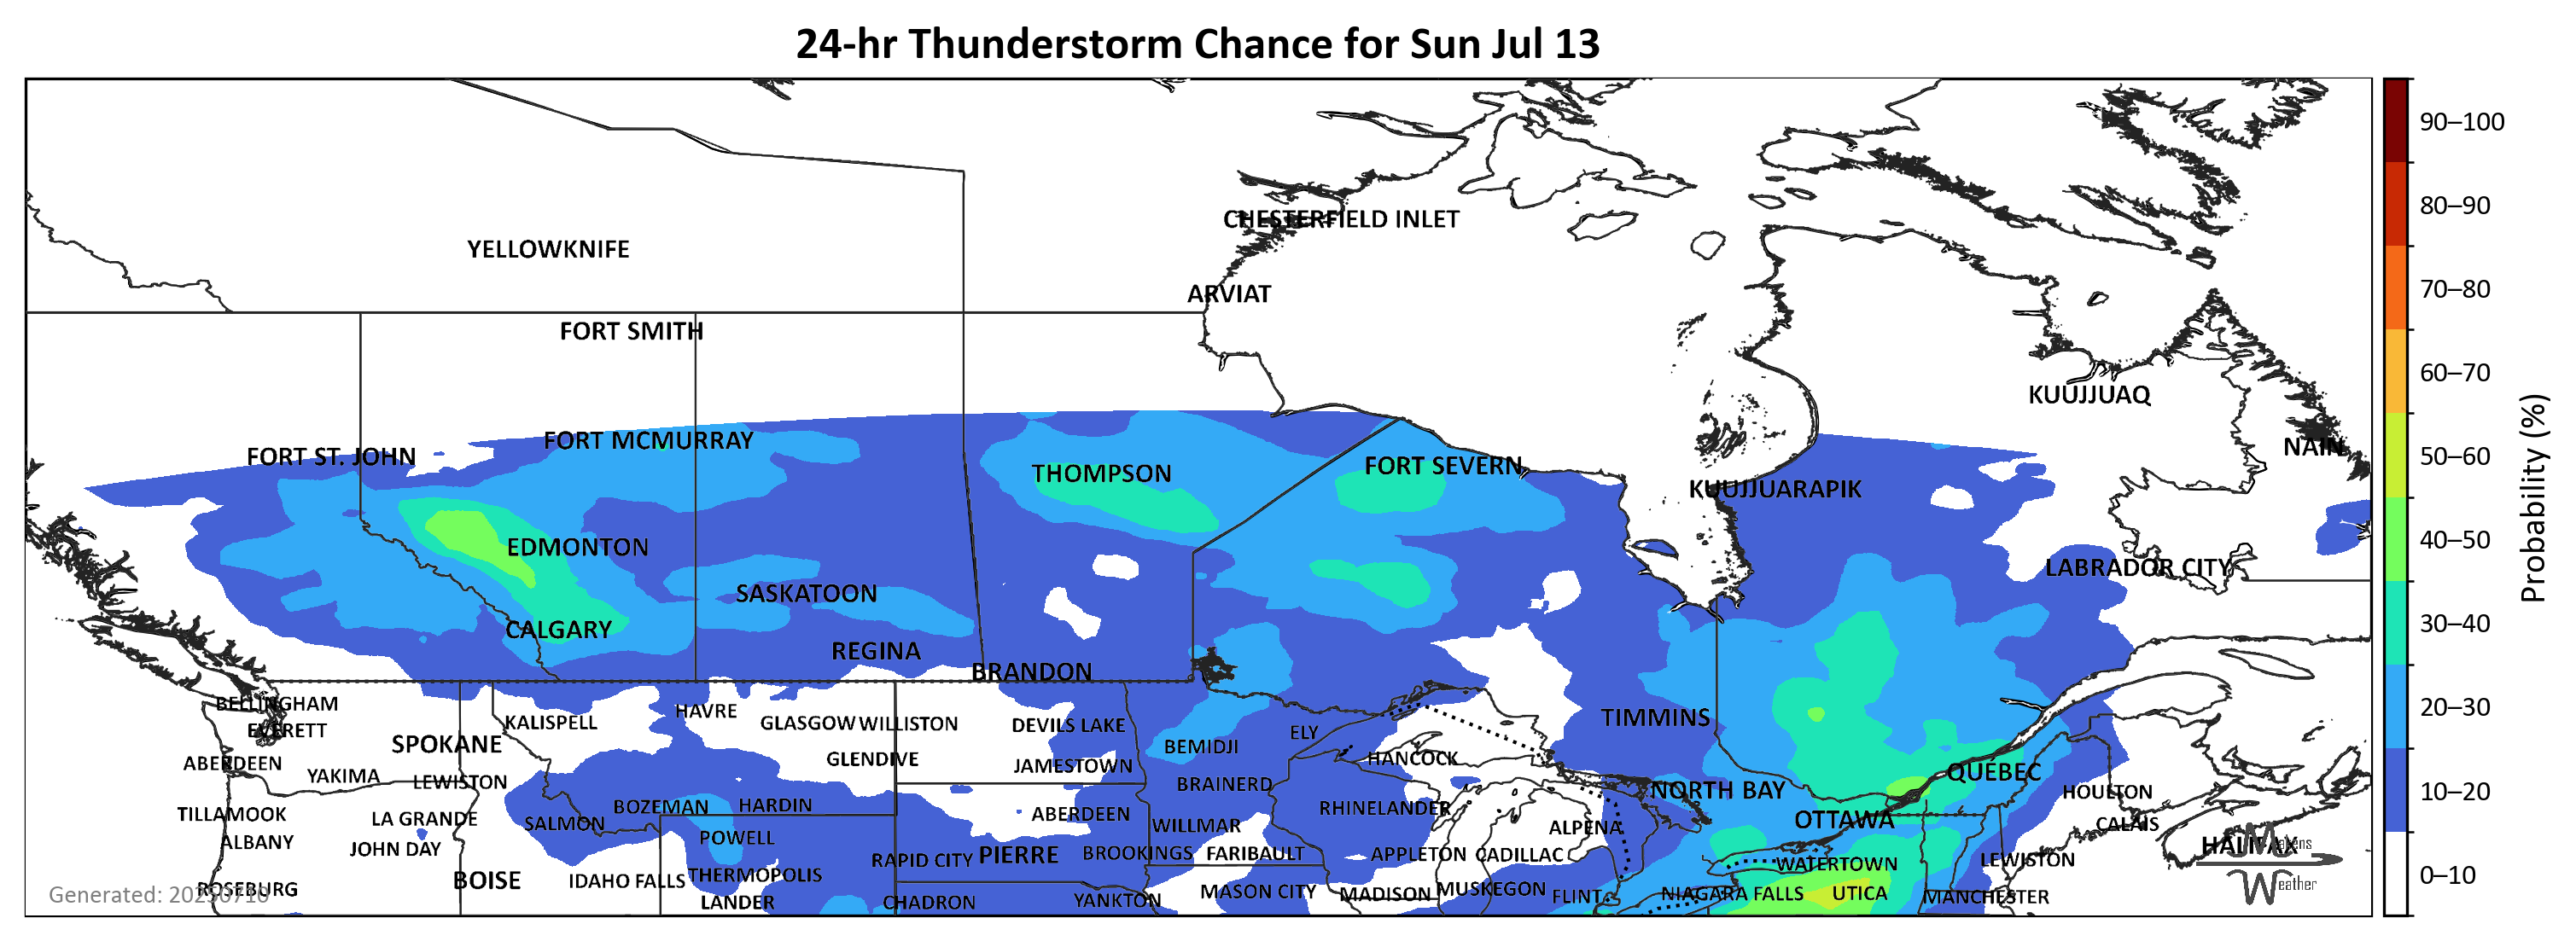 24-hr Thunderstorm Chance for Sun Jul 13
90–100
80–90
CHESTERFIELD INLET
YELLOWKNIFE
70–80
ARVIAT
FORT SMITH
60–70
KUUJJUAQ
FORT MCMURRAY
NAIN
FORT ST. JOHN
50–60
FORT SEVERN
THOMPSON
KUUJJUARAPIK
Probability (%)
40–50
EDMONTON
LABRADOR CITY
SASKATOON
30–40
CALGARY
REGINA
BRANDON
20–30
BELLINGHAM
HAVRE
TIMMINS
KALISPELL
GLASGOW WILLISTON
DEVILS LAKE
EVERETT
ELY
SPOKANE
BEMIDJI
GLENDIVE
HANCOCK
ABERDEEN
JAMESTOWN
QUÉBEC
YAKIMA
LEWISTON
BRAINERD
10–20
NORTH BAY
HOULTON
BOZEMAN
HARDIN
RHINELANDER
TILLAMOOK
LA GRANDE
ABERDEEN
OTTAWA
SALMON
WILLMAR
ALPENA
CALAIS
ALBANY
POWELL
HALIFAX
Makens
JOHN DAY
RAPID CITY PIERRE
BROOKINGS FARIBAULT
APPLETON CADILLAC
WATERTOWN
LEWISTON
BOISE
IDAHO FALLS
THERMOPOLIS
0–10
Weather
Generated: 20250710
ROSEBURG
MASON CITY
MADISON MUSKEGON
FLINT
NIAGARA FALLS
UTICA
MANCHESTER
LANDER
CHADRON
YANKTON